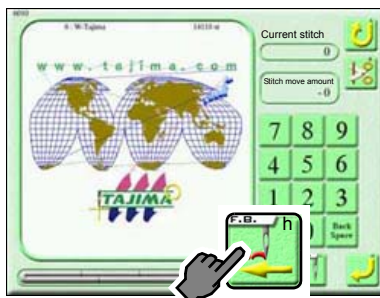 6 : W-Tajima 14110 st
Current stitch
0
www.tajima.com
Stitch move amount
- 0
7 8 9
4 5 6
1 2 3
TAJIMA
F.B. h
Back
Space